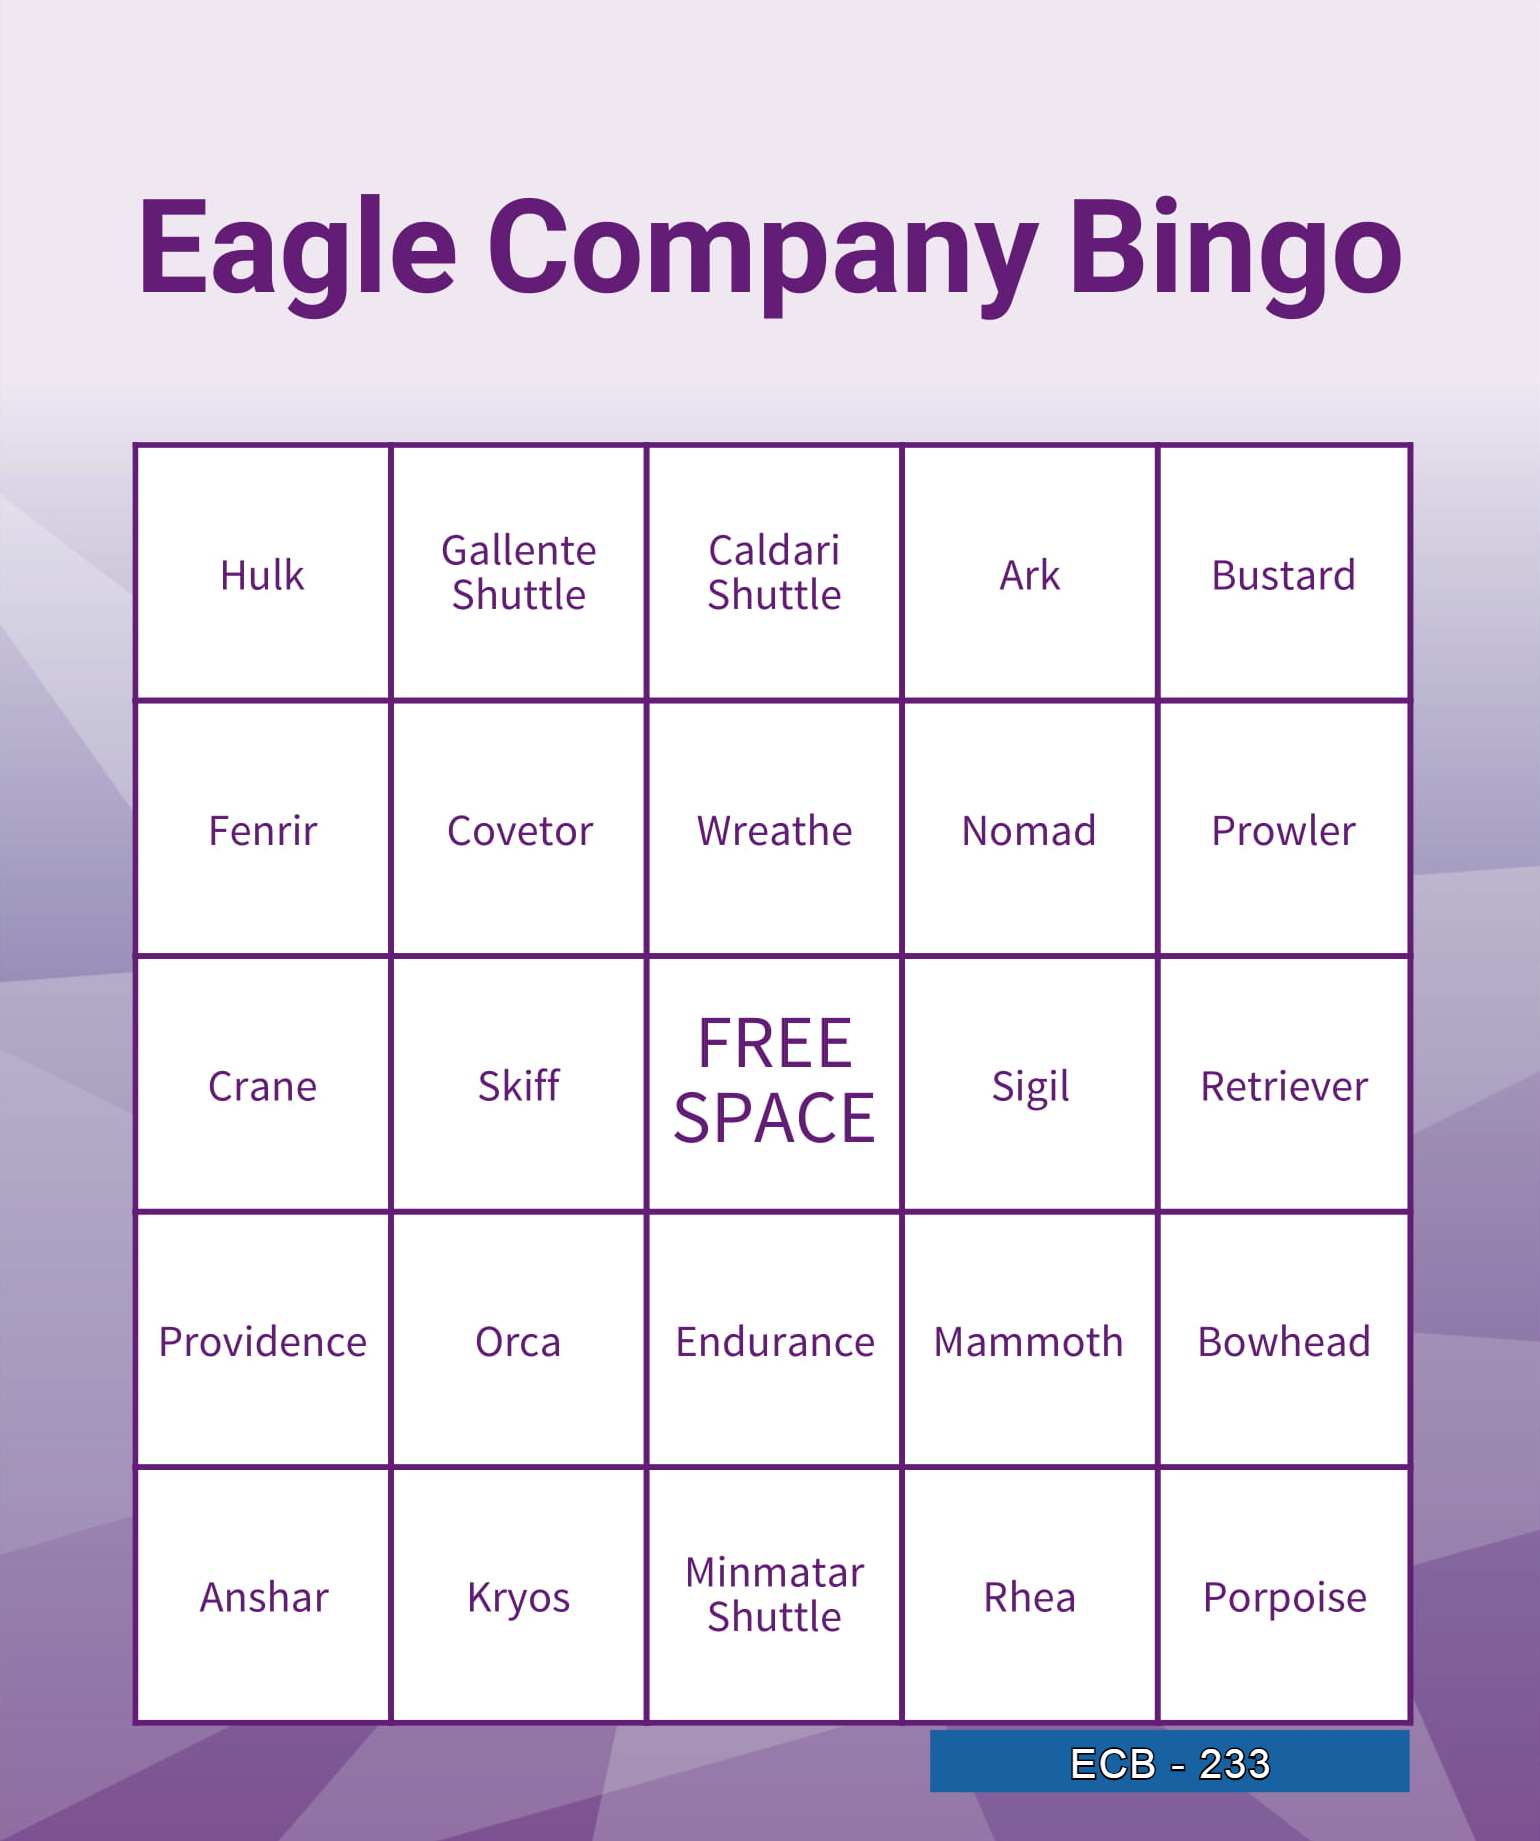 Eagle Company Bingo
Hulk
Gallente
Shuttle
Caldari
Shuttle
Ark
Bustard
Fenrir
Covetor
Wreathe
Nomad
Prowler
Crane
Skiff
FREE
SPACE
Sigil
Retriever
Providence
Orca
Endurance
Mammoth
Bowhead
Anshar
Kryos
Minmatar
Shuttle
Rhea
Porpoise
ECB - 233